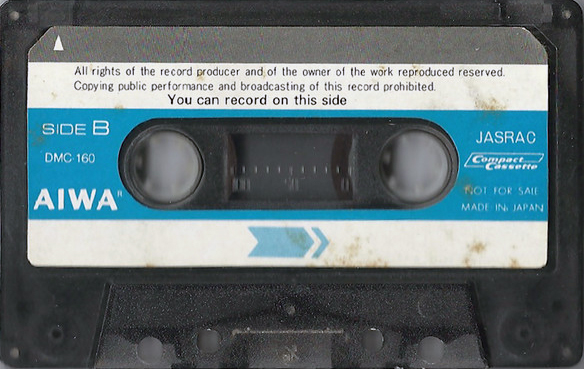 All rights of the record producer and of the owner of the work reproduced reserved.
Copying public performance and broadcasting of this record prohibited.
You can record on this side
SIDE B
JASRAC
DMC-160
Compact Cassette
AIWA R
NOT FOR SALE
MADE IN JAPAN